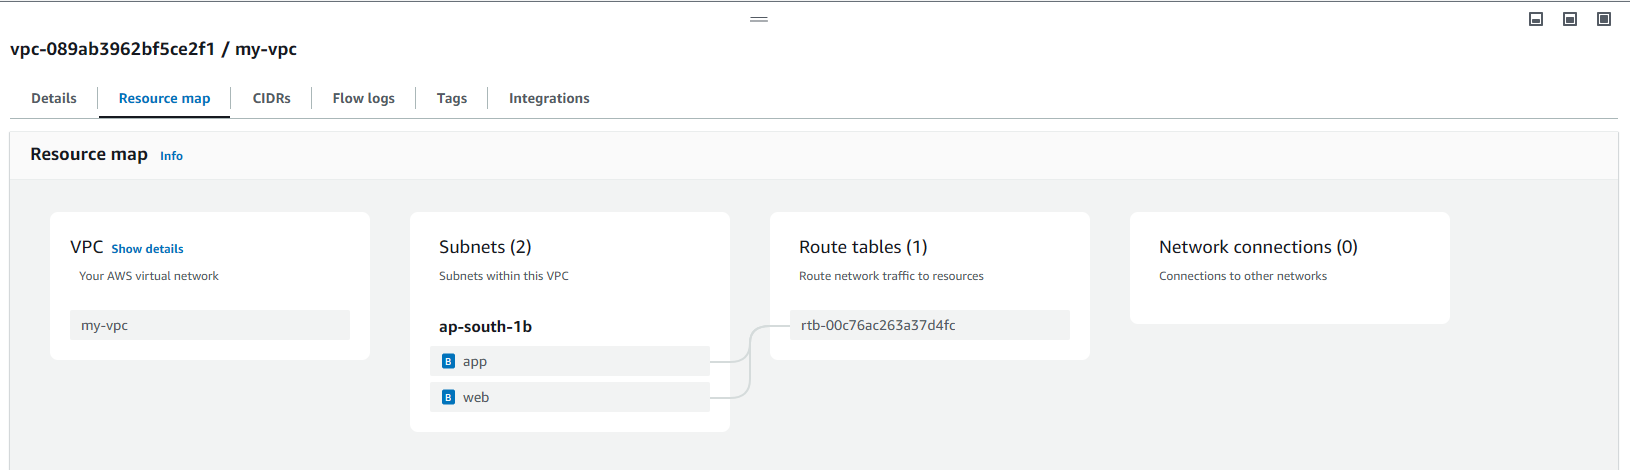 vpc-089ab3962bf5ce2f1 / my-vpc
Details
Resource map
CIDRs
Flow logs
Tags
Integrations
Resource map Info
VPC Show details
Your AWS virtual network
my-vpc
Subnets (2)
Subnets within this VPC
ap-south-1b
B app
B web
Route tables (1)
Route network traffic to resources
rtb-00c76ac263a37d4fc
Network connections (0)
Connections to other networks